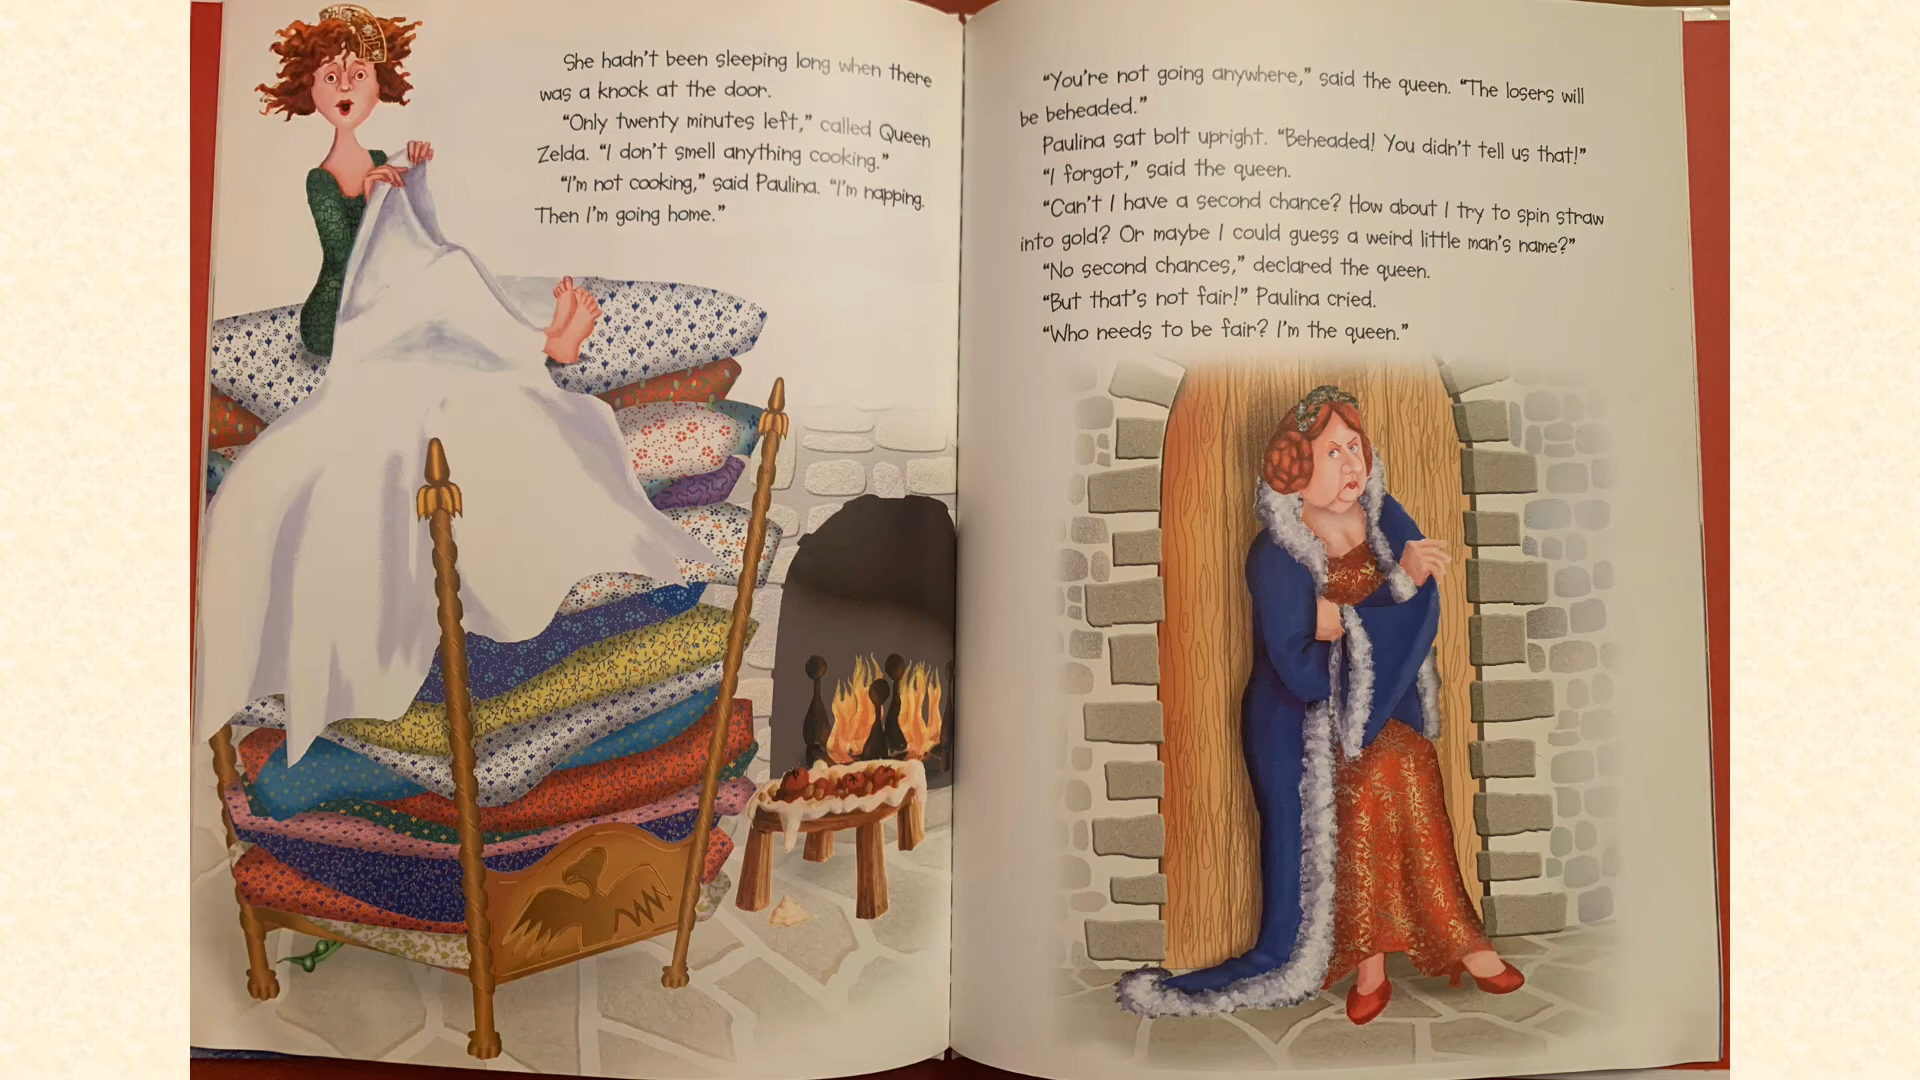 She hadn't been sleeping long when there
was a knock at the door.
“Only twenty minutes left,” called Queen
Zelda. “I don't smell anything cooking.”
“I'm not cooking,” said Paulina. “I'm napping.
Then I'm going home.”
“You're not going anywhere,” said the queen. “The losers will
be beheaded.”
Paulina sat bolt upright. “Beheaded! You didn't tell us that!”
“I forgot,” said the queen.
“Can't I have a second chance? How about I try to spin straw
into gold? Or maybe I could guess a weird little man's name?”
“No second chances,” declared the queen.
“But that's not fair!” Paulina cried.
“Who needs to be fair? I'm the queen.”